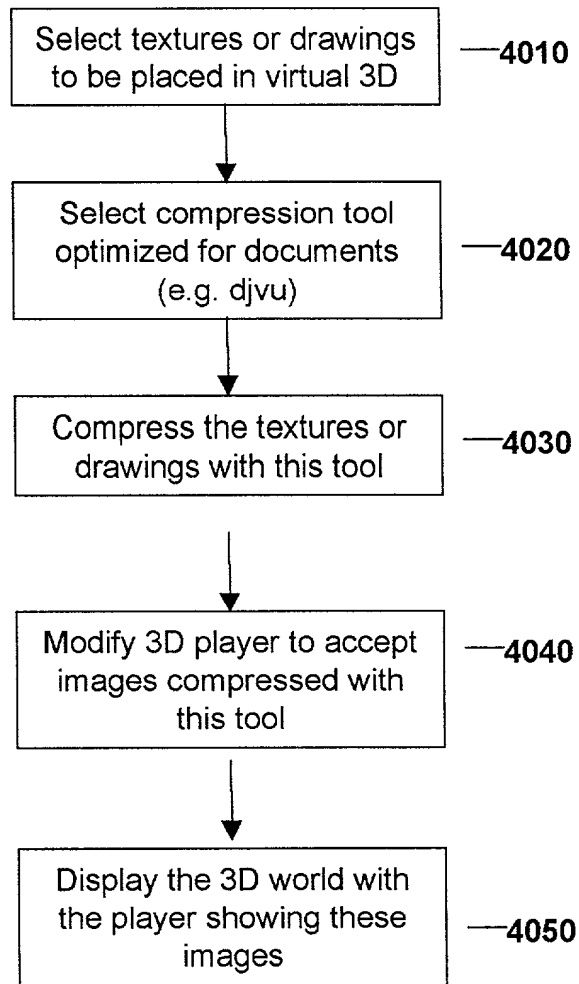 Select textures or drawings
to be placed in virtual 3D
4010
Select compression tool
optimized for documents
(e.g. djvu)
4020
Compress the textures or
drawings with this tool
4030
Modify 3D player to accept
images compressed with
this tool
4040
Display the 3D world with
the player showing these
images
4050